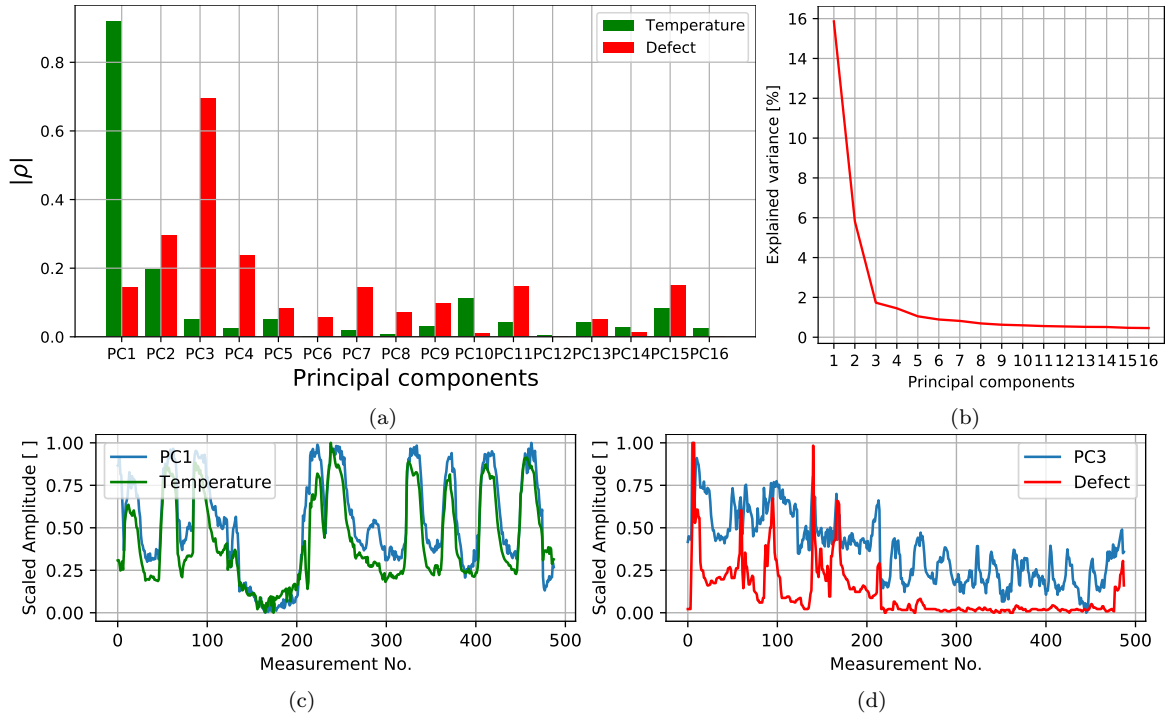 Temperature
Defect
0.8
0.6
0.4
0.2
0.0
|ρ|
PC1 PC2 PC3 PC4 PC5 PC6 PC7 PC8 PC9 PC10 PC11 PC12 PC13 PC14 PC15 PC16
Principal components
(a)
16
14
12
10
8
6
4
2
0
Explained variance [%]
1 2 3 4 5 6 7 8 9 10 11 12 13 14 15 16
Principal components
(b)
1.00
0.75
0.50
0.25
0.00
Scaled Amplitude [ ]
PC1
Temperature
0 100 200 300 400 500
Measurement No.
(c)
1.00
0.75
0.50
0.25
0.00
Scaled Amplitude [ ]
PC3
Defect
0 100 200 300 400 500
Measurement No.
(d)